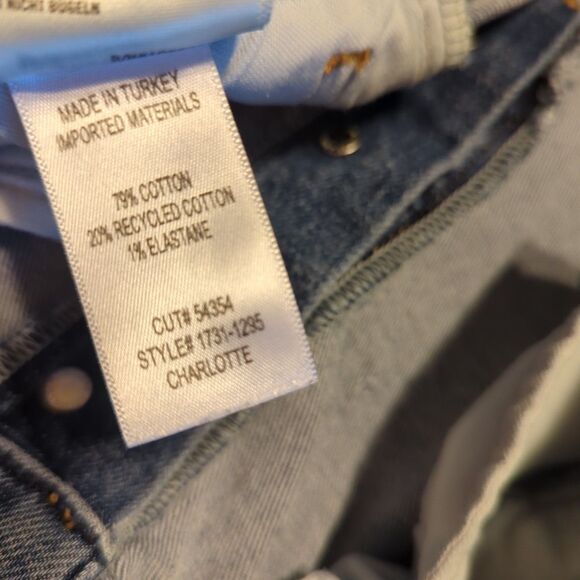 NICHT BÜGELN
MADE IN TURKEY
IMPORTED MATERIALS
79% COTTON
20% RECYCLED COTTON
1% ELASTANE
CUT# 54354
STYLE# 1731-1295
CHARLOTTE